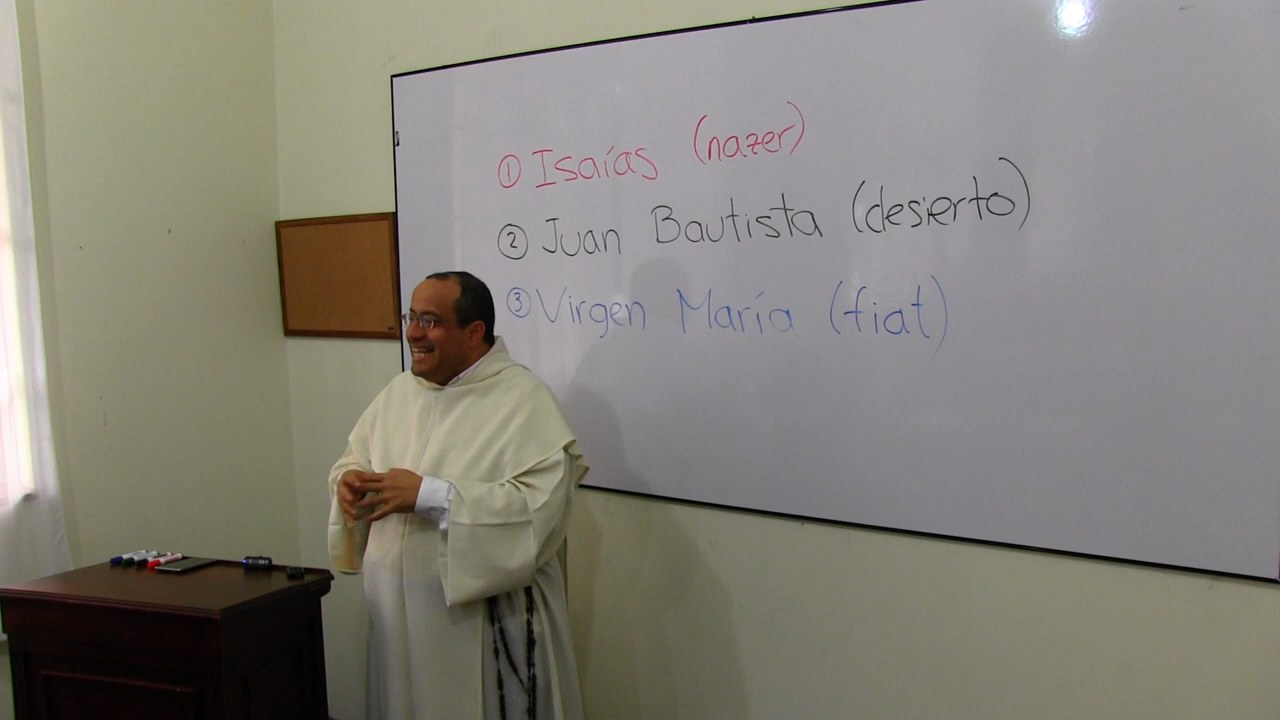 ① Isaías (nazer)
② Juan Bautista (desierto)
③ Virgen María (fiat)